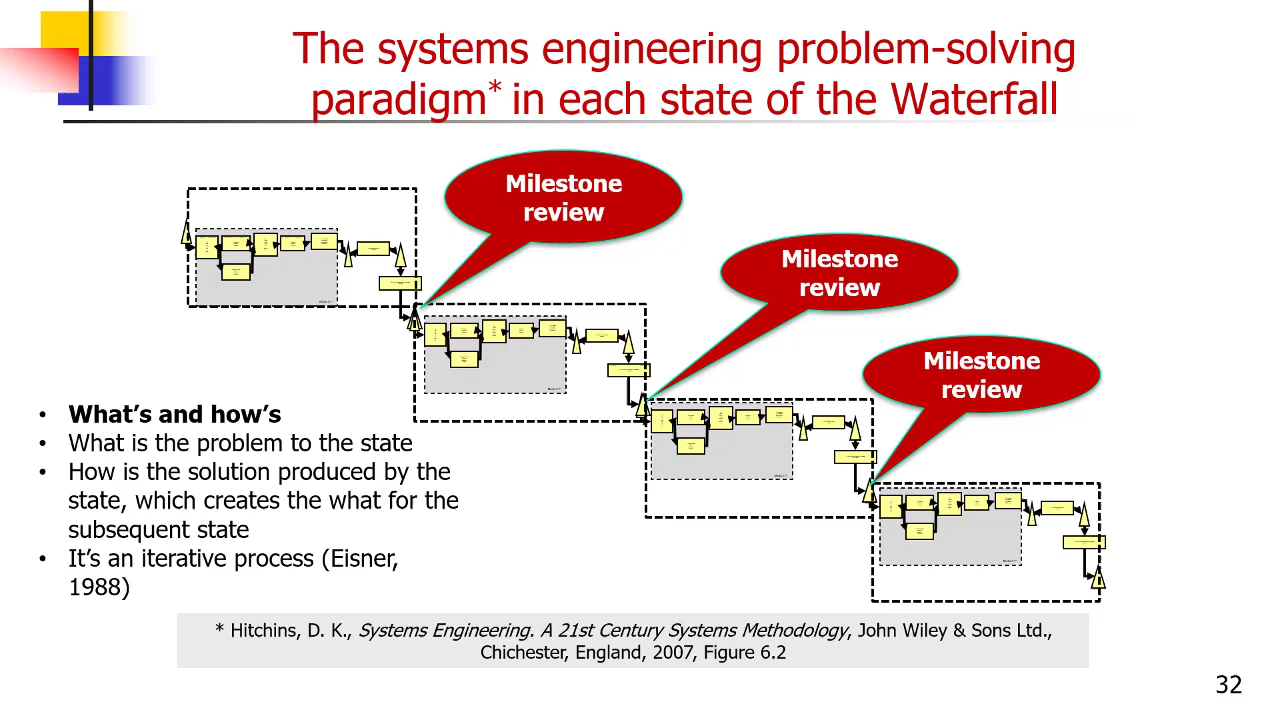 The systems engineering problem-solving
paradigm* in each state of the Waterfall
Milestone
review
Milestone
review
Milestone
review
• What's and how's
• What is the problem to the state
• How is the solution produced by the
state, which creates the what for the
subsequent state
• It's an iterative process (Eisner,
1988)
* Hitchins, D. K., Systems Engineering. A 21st Century Systems Methodology, John Wiley & Sons Ltd.,
Chichester, England, 2007, Figure 6.2
32